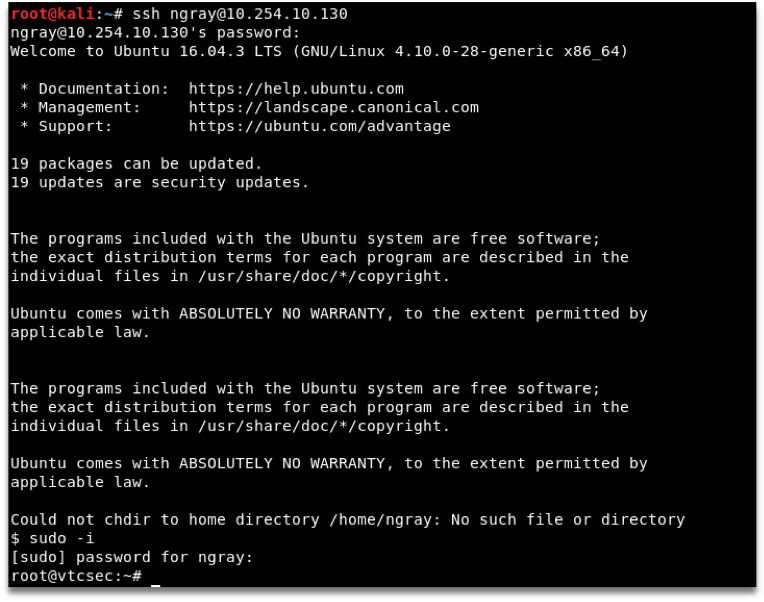 root@kali:~# ssh ngray@10.254.10.130
ngray@10.254.10.130's password:
Welcome to Ubuntu 16.04.3 LTS (GNU/Linux 4.10.0-28-generic x86_64)
* Documentation:  https://help.ubuntu.com
* Management:     https://landscape.canonical.com
* Support:        https://ubuntu.com/advantage
19 packages can be updated.
19 updates are security updates.
The programs included with the Ubuntu system are free software;
the exact distribution terms for each program are described in the
individual files in /usr/share/doc/*/copyright.
Ubuntu comes with ABSOLUTELY NO WARRANTY, to the extent permitted by
applicable law.
The programs included with the Ubuntu system are free software;
the exact distribution terms for each program are described in the
individual files in /usr/share/doc/*/copyright.
Ubuntu comes with ABSOLUTELY NO WARRANTY, to the extent permitted by
applicable law.
Could not chdir to home directory /home/ngray: No such file or directory
$ sudo -i
[sudo] password for ngray:
root@vtcsec:~#